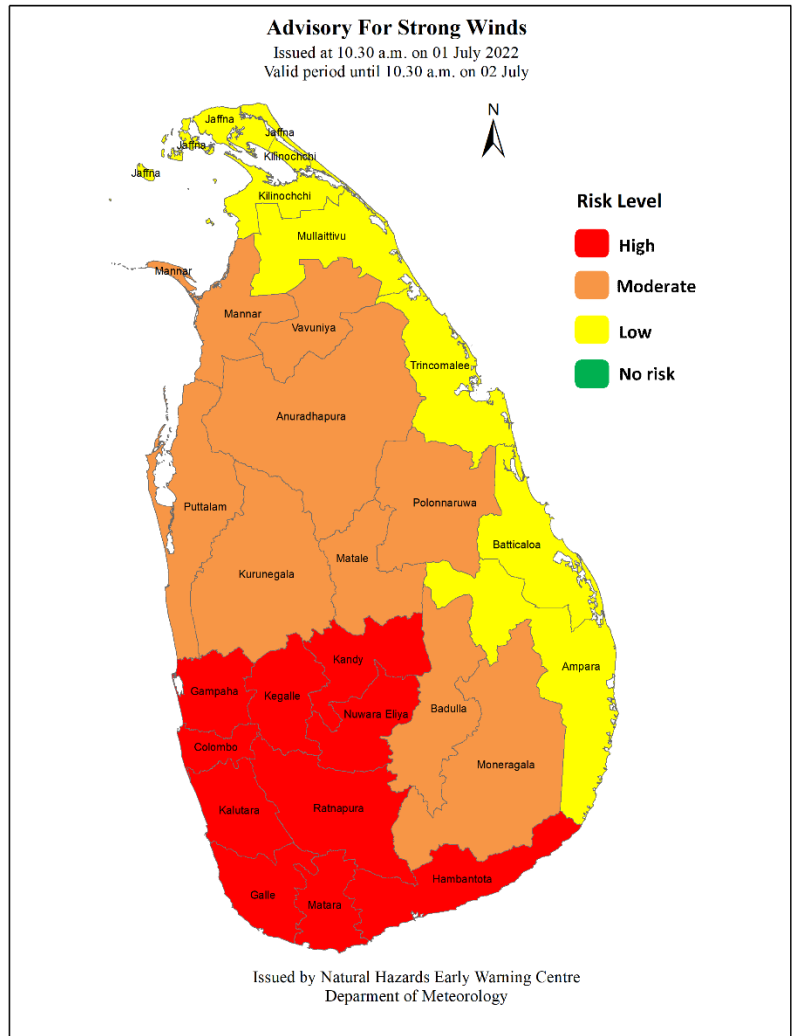 Advisory For Strong Winds
Issued at 10.30 a.m. on 01 July 2022
Valid period until 10.30 a.m. on 02 July
N
Jaffna
Jaffna
Jaffna
Kilinochchi
Jaffna
Kilinochchi
Mullaittivu
Mannar
Mannar
Vavuniya
Trincomalee
Anuradhapura
Puttalam
Polonnaruwa
Batticaloa
Matale
Kurunegala
Kandy
Ampara
Gampaha
Kegalle
Nuwara Eliya
Badulla
Colombo
Moneragala
Kalutara
Ratnapura
Hambantota
Galle
Matara
Risk Level
High
Moderate
Low
No risk
Issued by Natural Hazards Early Warning Centre
Deparment of Meteorology